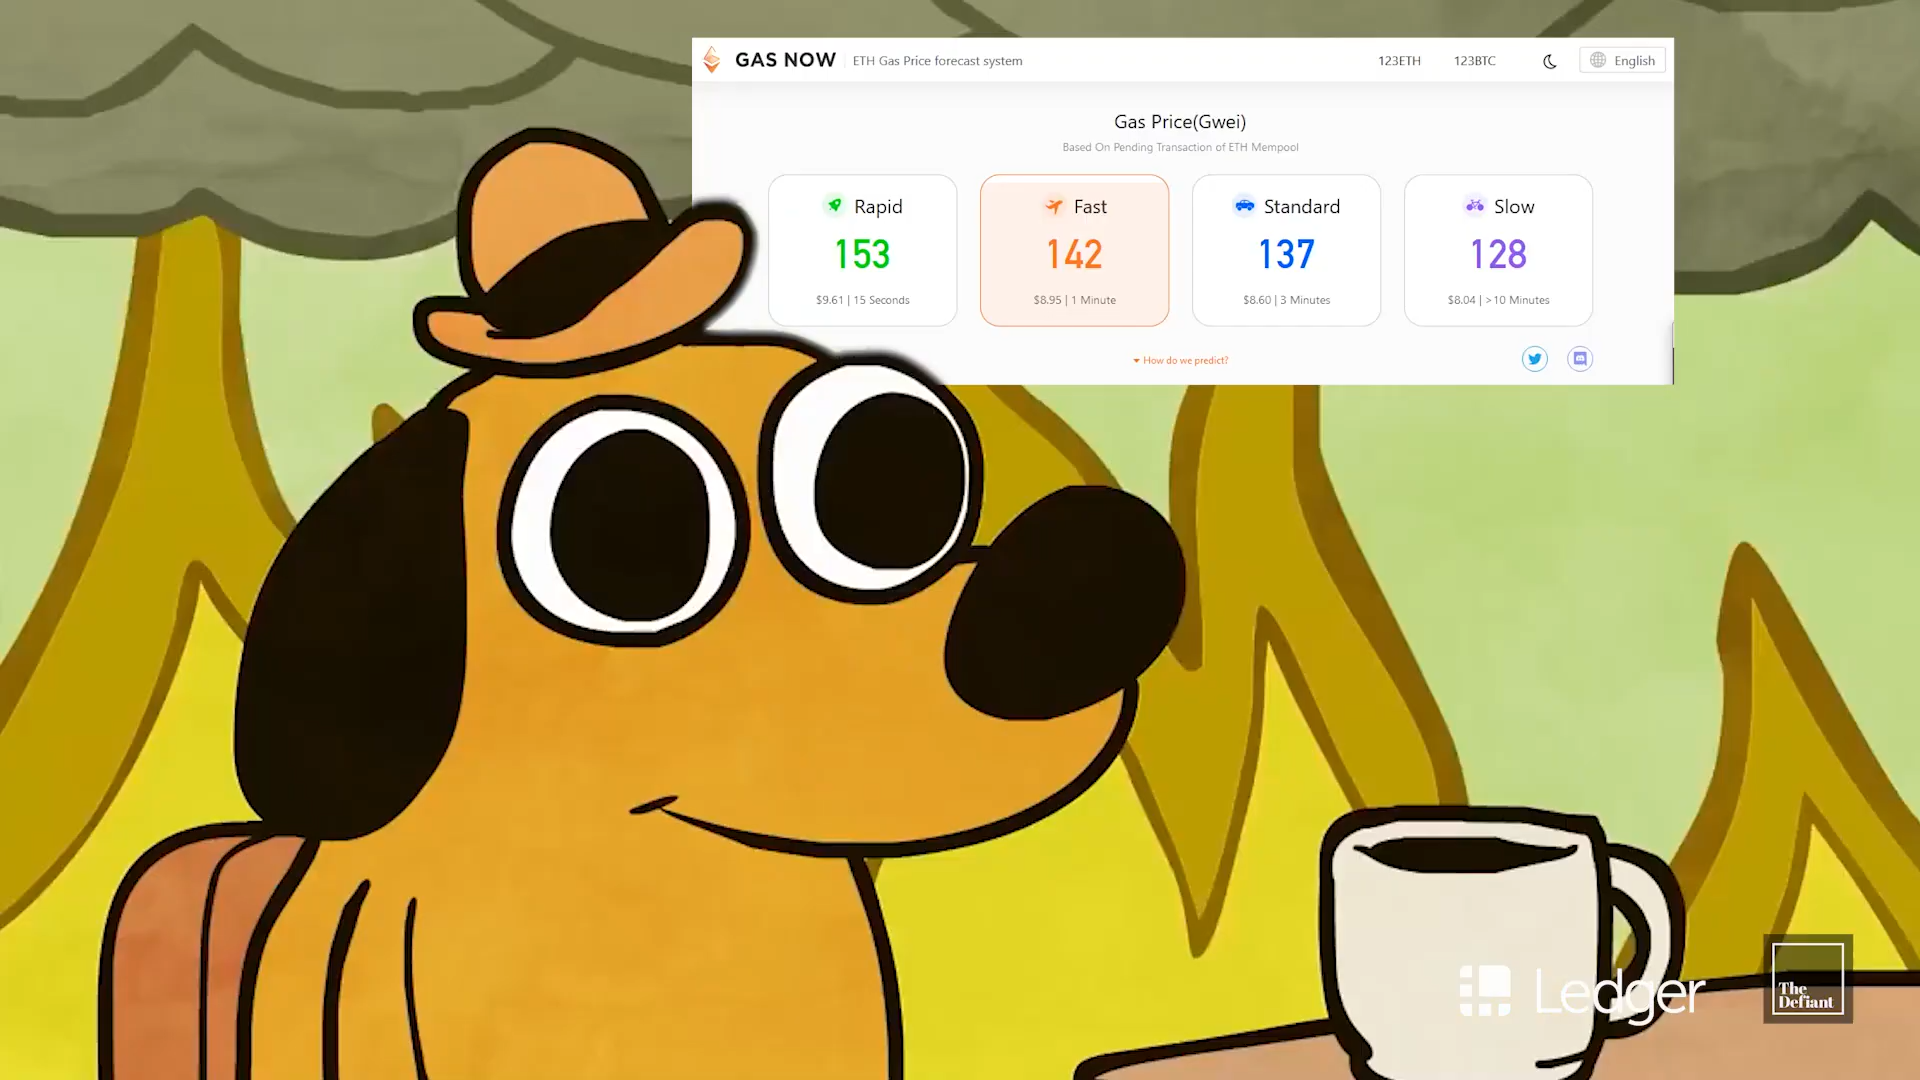 GAS NOW ETH Gas Price forecast system 123ETH 123BTC English
Gas Price(Gwei)
Based On Pending Transaction of ETH Mempool
Rapid
153
$9.61 | 15 Seconds
Fast
142
$8.95 | 1 Minute
Standard
137
$8.60 | 3 Minutes
Slow
128
$8.04 | >10 Minutes
How do we predict?
Ledger
The
Defiant